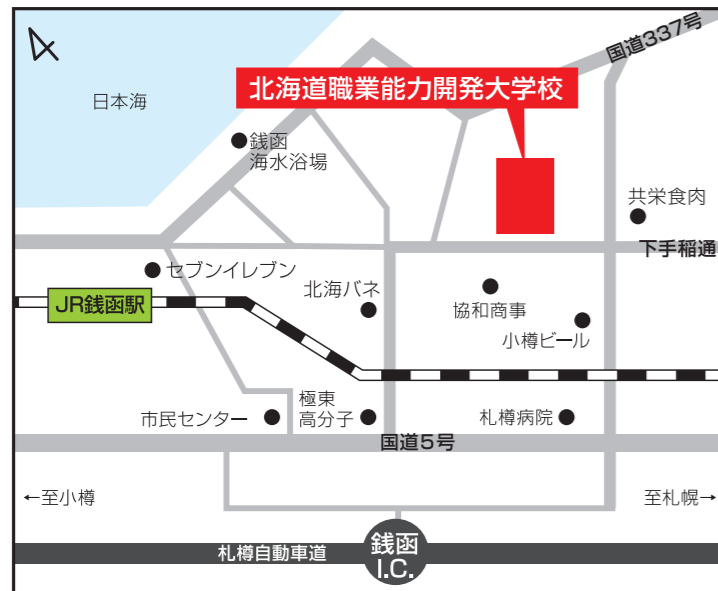 国道337号
北海道職業能力開発大学校
日本海
銭函
海水浴場
共栄食肉
下手稲通
セブンイレブン
北海バネ
JR銭函駅
協和商事
小樽ビール
極東
高分子
市民センター
札樽病院
国道5号
←至小樽
至札幌→
札樽自動車道
銭函
I.C.